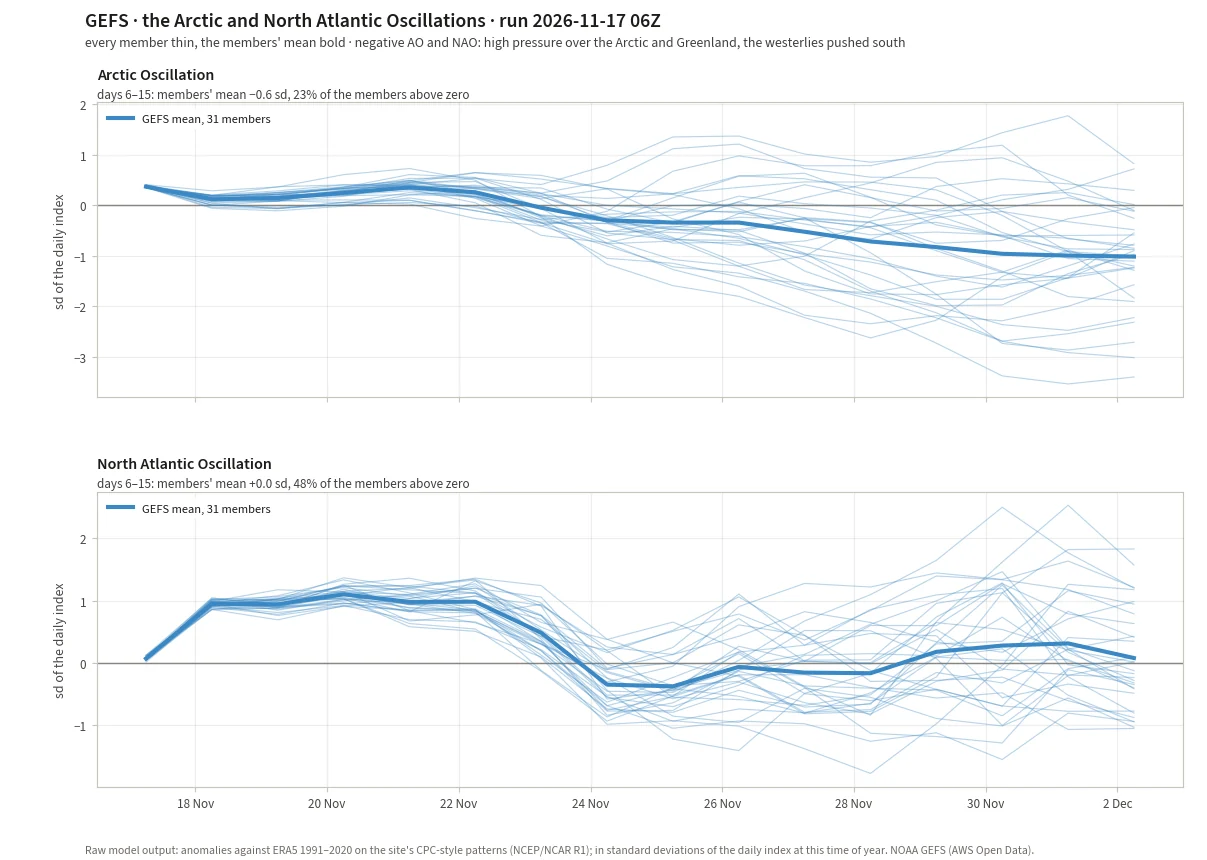 GEFS · the Arctic and North Atlantic Oscillations · run 2026-11-17 06Z
every member thin, the members' mean bold · negative AO and NAO: high pressure over the Arctic and Greenland, the westerlies pushed south
Arctic Oscillation
days 6–15: members' mean −0.6 sd, 23% of the members above zero
GEFS mean, 31 members
sd of the daily index
2
1
0
−1
−2
−3
North Atlantic Oscillation
days 6–15: members' mean +0.0 sd, 48% of the members above zero
GEFS mean, 31 members
sd of the daily index
2
1
0
−1
18 Nov 20 Nov 22 Nov 24 Nov 26 Nov 28 Nov 30 Nov 2 Dec
Raw model output: anomalies against ERA5 1991–2020 on the site's CPC-style patterns (NCEP/NCAR R1); in standard deviations of the daily index at this time of year. NOAA GEFS (AWS Open Data).